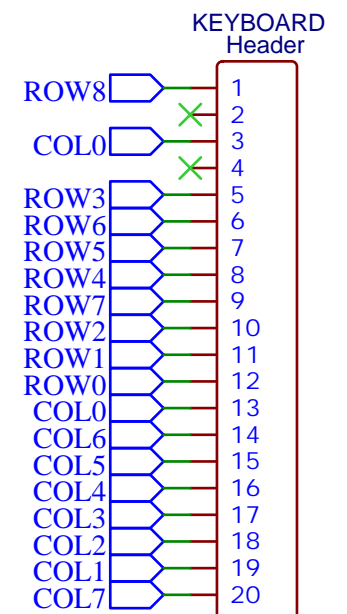 KEYBOARD
Header
ROW8 1
2
COL0 3
4
ROW3 5
ROW6 6
ROW5 7
ROW4 8
ROW7 9
ROW2 10
ROW1 11
ROW0 12
COL0 13
COL6 14
COL5 15
COL4 16
COL3 17
COL2 18
COL1 19
COL7 20